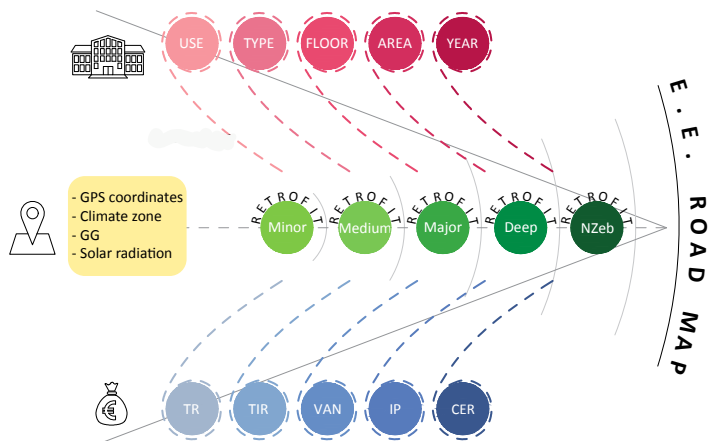 USE TYPE FLOOR AREA YEAR
- GPS coordinates
- Climate zone
- GG
- Solar radiation
RETROFIT RETROFIT RETROFIT RETROFIT RETROFIT
Minor Medium Major Deep NZeb
E.E. ROAD MAP
€
TR TIR VAN IP CER